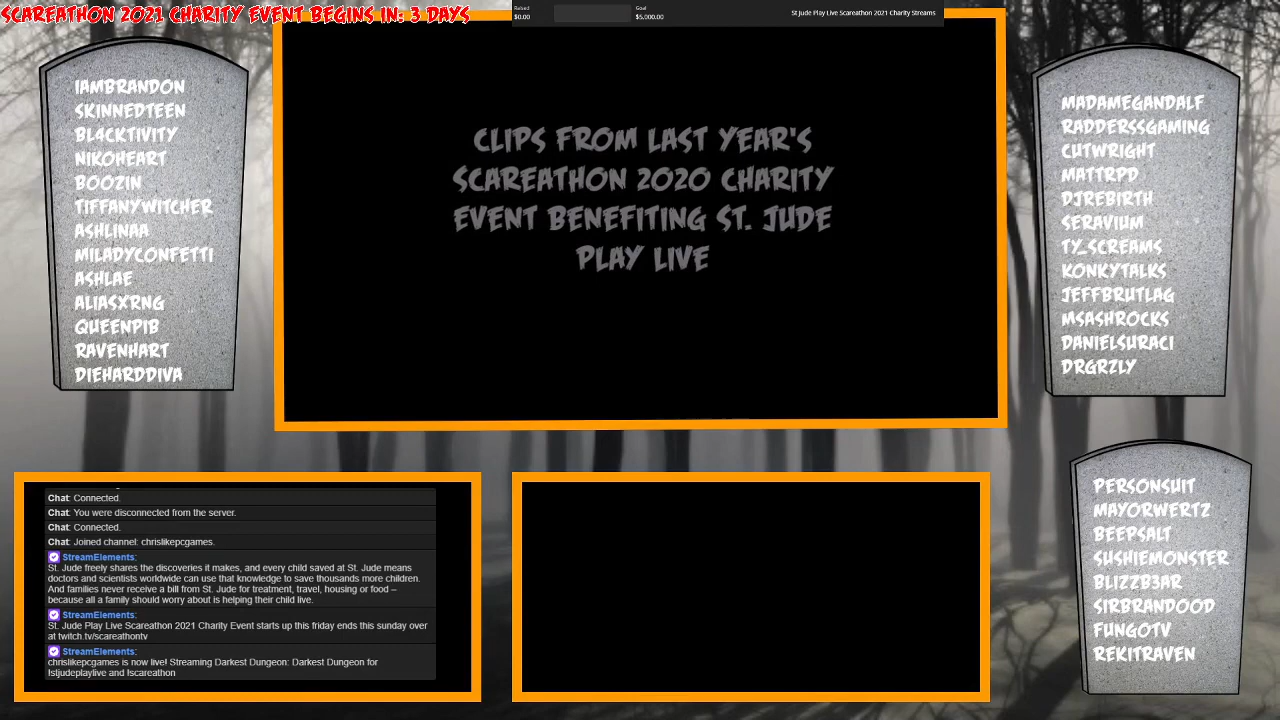 SCAREATHON 2021 CHARITY EVENT BEGINS IN: 3 DAYS
Raised
$0.00
Goal
$5,000.00
St Jude Play Live Scareathon 2021 Charity Streams
IAMBRANDON
SKINNEDTEEN
BL4CKTIVITY
NIKOHEART
BOOZIN
TIFFANYWITCHER
ASHLINAA
MILADYCONFETTI
ASHLAE
ALIASXRNG
QUEENPIB
RAVENHART
DIEHARDDIVA
CLIPS FROM LAST YEAR'S
SCAREATHON 2020 CHARITY
EVENT BENEFITING ST. JUDE
PLAY LIVE
MADAMEGANDALF
RADDERSSGAMING
CUTWRIGHT
MATTRPD
DJREBIRTH
SERAVIUM
TY_SCREAMS
KONKYTALKS
JEFFBRUTLAG
MSASHROCKS
DANIELSURACI
DRGRZLY
Chat: Connected.
Chat: You were disconnected from the server.
Chat: Connected.
Chat: Joined channel: chrislikepcgames.
StreamElements:
St. Jude freely shares the discoveries it makes, and every child saved at St. Jude means
doctors and scientists worldwide can use that knowledge to save thousands more children.
And families never receive a bill from St. Jude for treatment, travel, housing or food –
because all a family should worry about is helping their child live.
StreamElements:
St. Jude Play Live Scareathon 2021 Charity Event starts up this friday ends this sunday over
at twitch.tv/scareathontv
StreamElements:
chrislikepcgames is now live! Streaming Darkest Dungeon: Darkest Dungeon for
!stjudeplaylive and !scareathon
PERSONSUIT
MAYORWERTZ
BEEPSALT
SUSHIEMONSTER
BLIZZB3AR
SIRBRANDOOD
FUNGOTV
REKITRAVEN